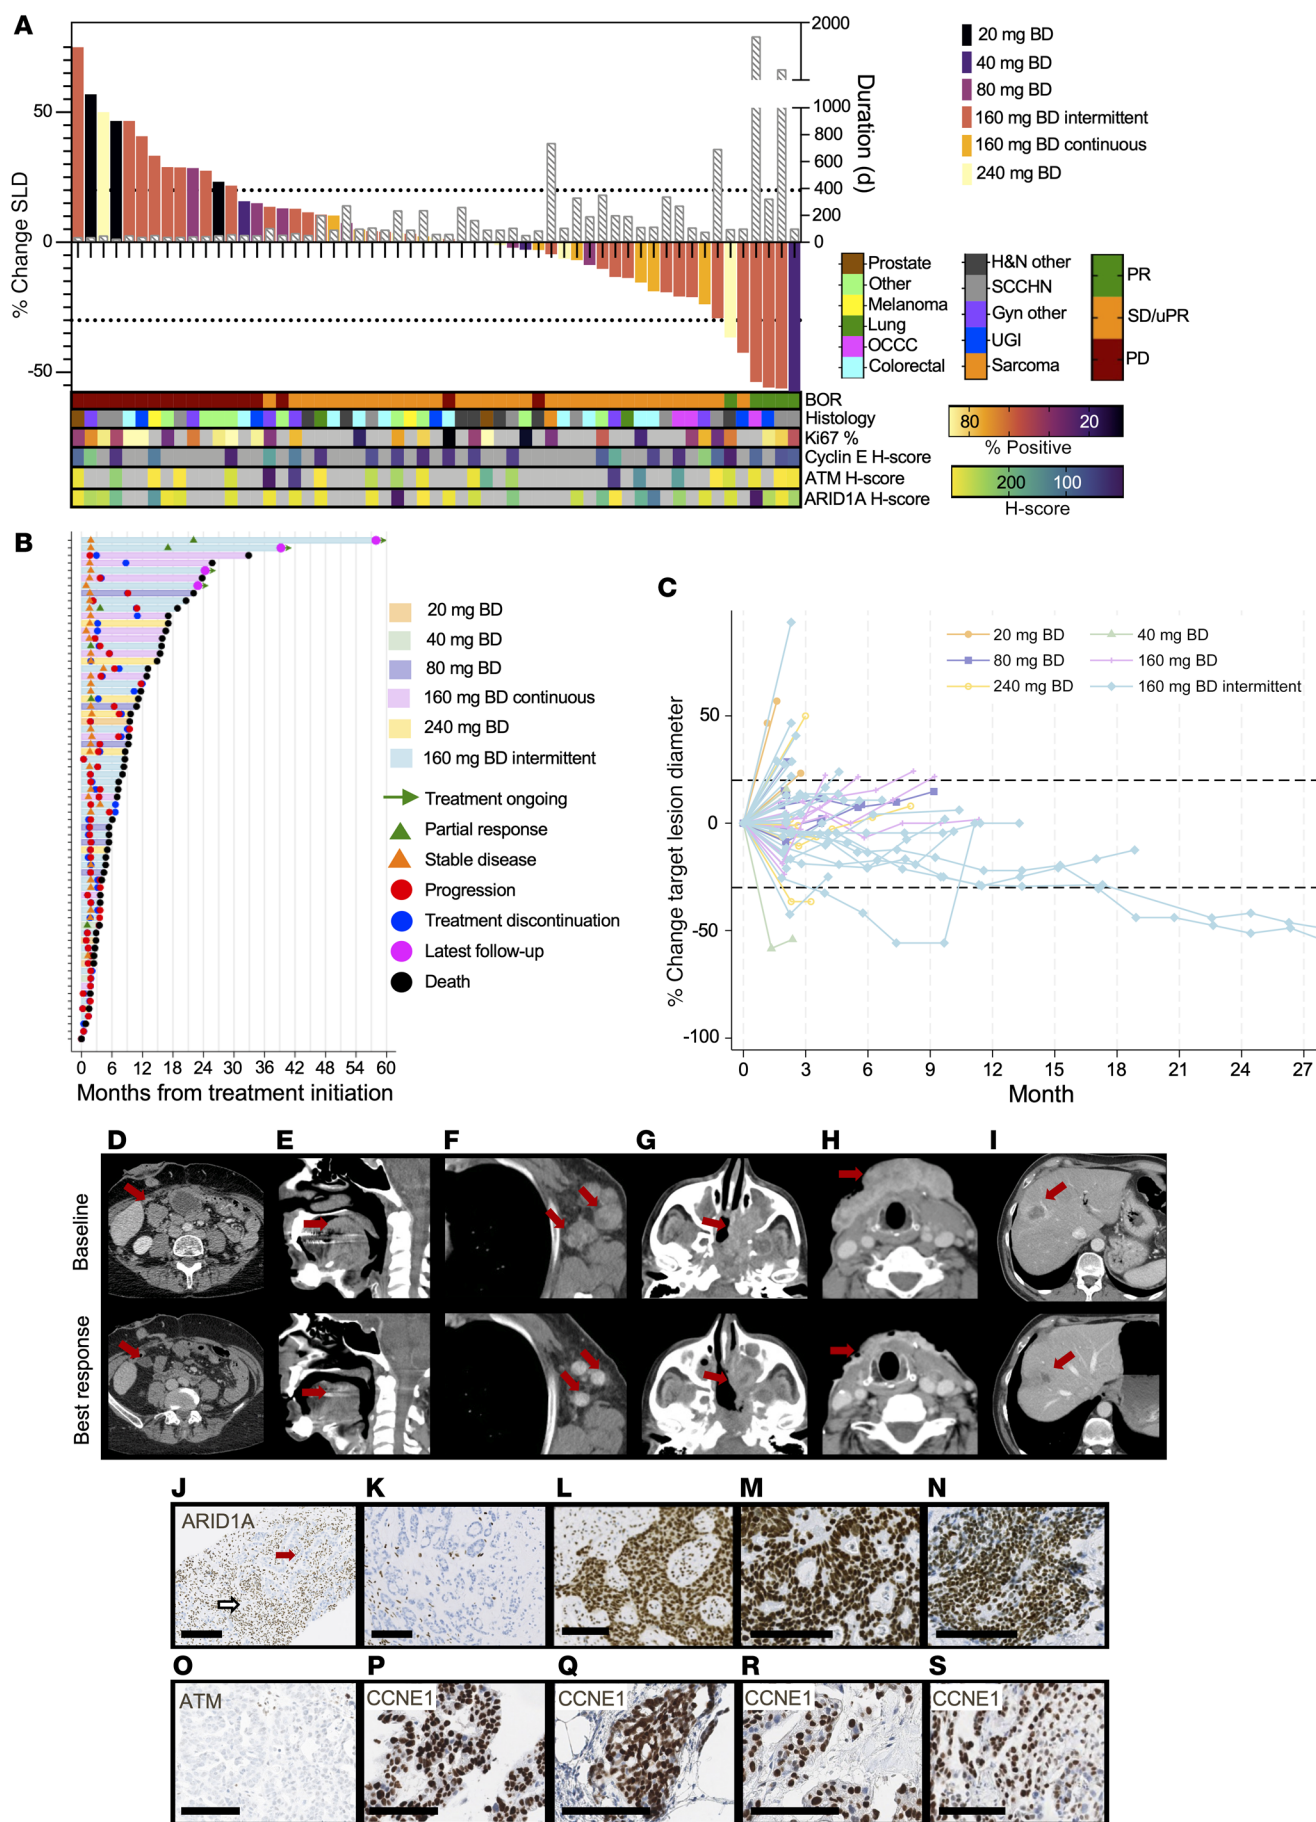 A
% Change SLD
50
0
-50
2000
1000
800
600
400
200
0
Duration (d)
20 mg BD
40 mg BD
80 mg BD
160 mg BD intermittent
160 mg BD continuous
240 mg BD
Prostate
Other
Melanoma
Lung
OCCC
Colorectal
H&N other
SCCHN
Gyn other
UGI
Sarcoma
PR
SD/uPR
PD
BOR
Histology
Ki67 %
Cyclin E H-score
ATM H-score
ARID1A H-score
80 20
% Positive
200 100
H-score
B
20 mg BD
40 mg BD
80 mg BD
160 mg BD continuous
240 mg BD
160 mg BD intermittent
Treatment ongoing
Partial response
Stable disease
Progression
Treatment discontinuation
Latest follow-up
Death
0 6 12 18 24 30 36 42 48 54 60
Months from treatment initiation
C
% Change target lesion diameter
50
0
-50
-100
20 mg BD
80 mg BD
240 mg BD
40 mg BD
160 mg BD
160 mg BD intermittent
0 3 6 9 12 15 18 21 24 27
Month
D E F G H I
Baseline
Best response
J K L M N
ARID1A
O P Q R S
ATM
CCNE1
CCNE1
CCNE1
CCNE1